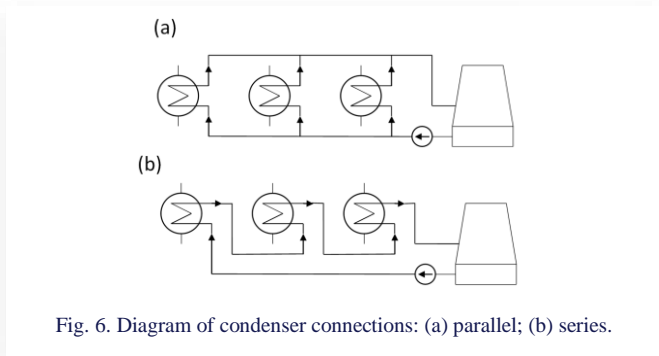 (a)
(b)
Fig. 6. Diagram of condenser connections: (a) parallel; (b) series.